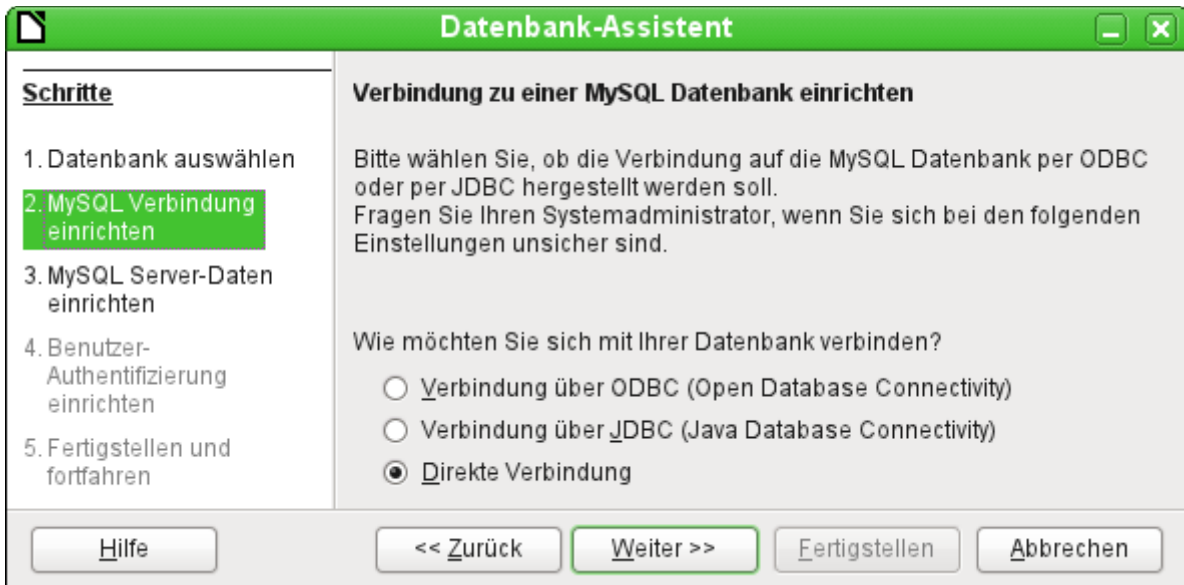 Datenbank-Assistent
Schritte
1. Datenbank auswählen
2. MySQL Verbindung
einrichten
3. MySQL Server-Daten
einrichten
4. Benutzer-
Authentifizierung
einrichten
5. Fertigstellen und
fortfahren
Verbindung zu einer MySQL Datenbank einrichten
Bitte wählen Sie, ob die Verbindung auf die MySQL Datenbank per ODBC
oder per JDBC hergestellt werden soll.
Fragen Sie Ihren Systemadministrator, wenn Sie sich bei den folgenden
Einstellungen unsicher sind.
Wie möchten Sie sich mit Ihrer Datenbank verbinden?
Verbindung über ODBC (Open Database Connectivity)
Verbindung über JDBC (Java Database Connectivity)
Direkte Verbindung
Hilfe
<< Zurück
Weiter >>
Fertigstellen
Abbrechen